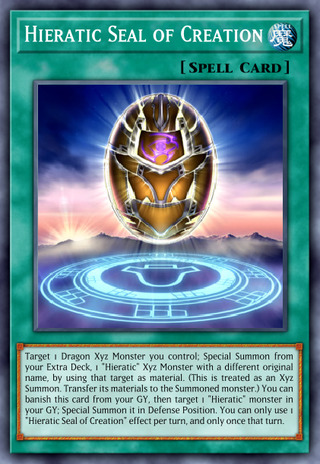 Hieratic Seal of Creation
魔
[Spell Card]
Target 1 Dragon Xyz Monster you control; Special Summon from
your Extra Deck, 1 "Hieratic" Xyz Monster with a different original
name, by using that target as material. (This is treated as an Xyz
Summon. Transfer its materials to the Summoned monster.) You can
banish this card from your GY, then target 1 "Hieratic" monster in
your GY; Special Summon it in Defense Position. You can only use 1
"Hieratic Seal of Creation" effect per turn, and only once that turn.